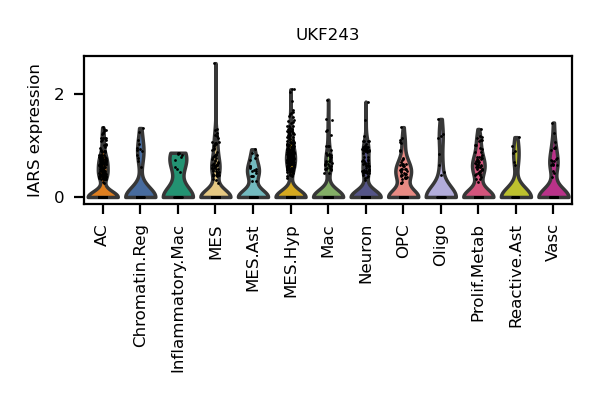 UKF243
IARS expression
2
0
AC
Chromatin.Reg
Inflammatory.Mac
MES
MES.Ast
MES.Hyp
Mac
Neuron
OPC
Oligo
Prolif.Metab
Reactive.Ast
Vasc